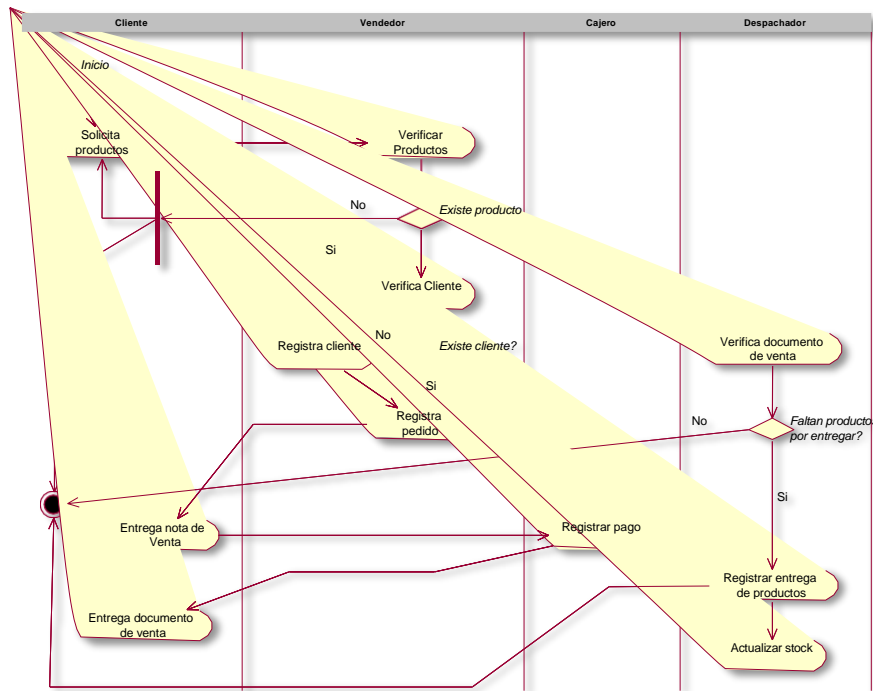 Cliente
Vendedor
Cajero
Despachador
Inicio
Solicita
productos
Verificar
Productos
No
Existe producto
Si
Verifica Cliente
Registra cliente
No
Existe cliente?
Verifica documento
de venta
Si
Registra
pedido
No
Faltan producto
por entregar?
Si
Entrega nota de
Venta
Registrar pago
Registrar entrega
de productos
Entrega documento
de venta
Actualizar stock